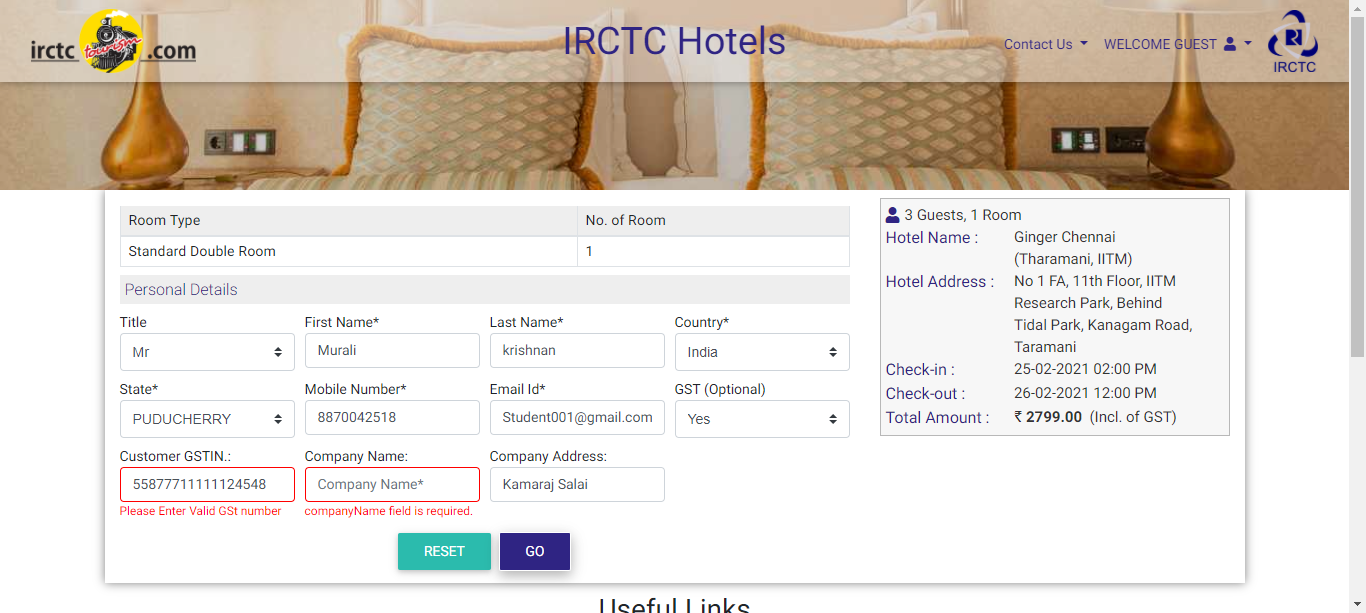 irctc tourism .com
IRCTC Hotels
Contact Us
WELCOME GUEST
IRCTC
Room Type
No. of Room
Standard Double Room
1
Personal Details
Title
First Name*
Last Name*
Country*
Mr
Murali
krishnan
India
State*
Mobile Number*
Email Id*
GST (Optional)
PUDUCHERRY
8870042518
Student001@gmail.com
Yes
Customer GSTIN.:
Company Name:
Company Address:
55877711111124548
Company Name*
Kamaraj Salai
Please Enter Valid GSt number
companyName field is required.
RESET
GO
3 Guests, 1 Room
Hotel Name :
Ginger Chennai
(Tharamani, IITM)
Hotel Address :
No 1 FA, 11th Floor, IITM
Research Park, Behind
Tidal Park, Kanagam Road,
Taramani
Check-in :
25-02-2021 02:00 PM
Check-out :
26-02-2021 12:00 PM
Total Amount :
₹ 2799.00 (Incl. of GST)
Useful Links